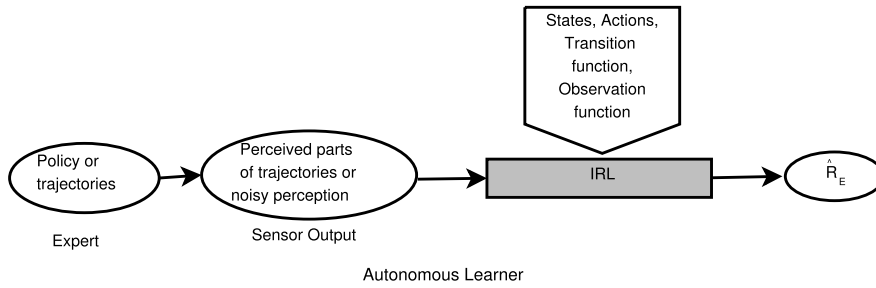 States, Actions,
Transition
function,
Observation
function
Policy or
trajectories
Perceived parts
of trajectories or
noisy perception
IRL
R̂_E
Expert
Sensor Output
Autonomous Learner